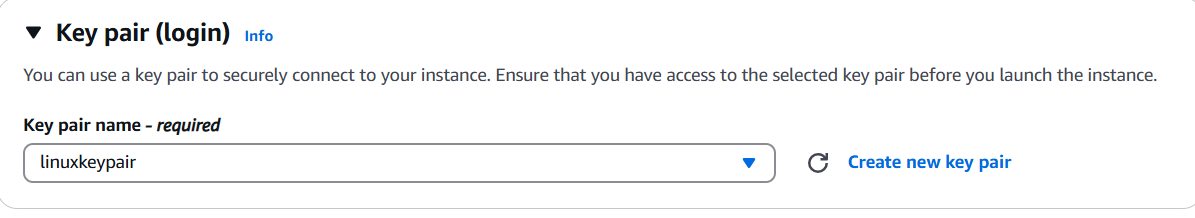 Key pair (login) Info
You can use a key pair to securely connect to your instance. Ensure that you have access to the selected key pair before you launch the instance.
Key pair name - required
linuxkeypair Create new key pair